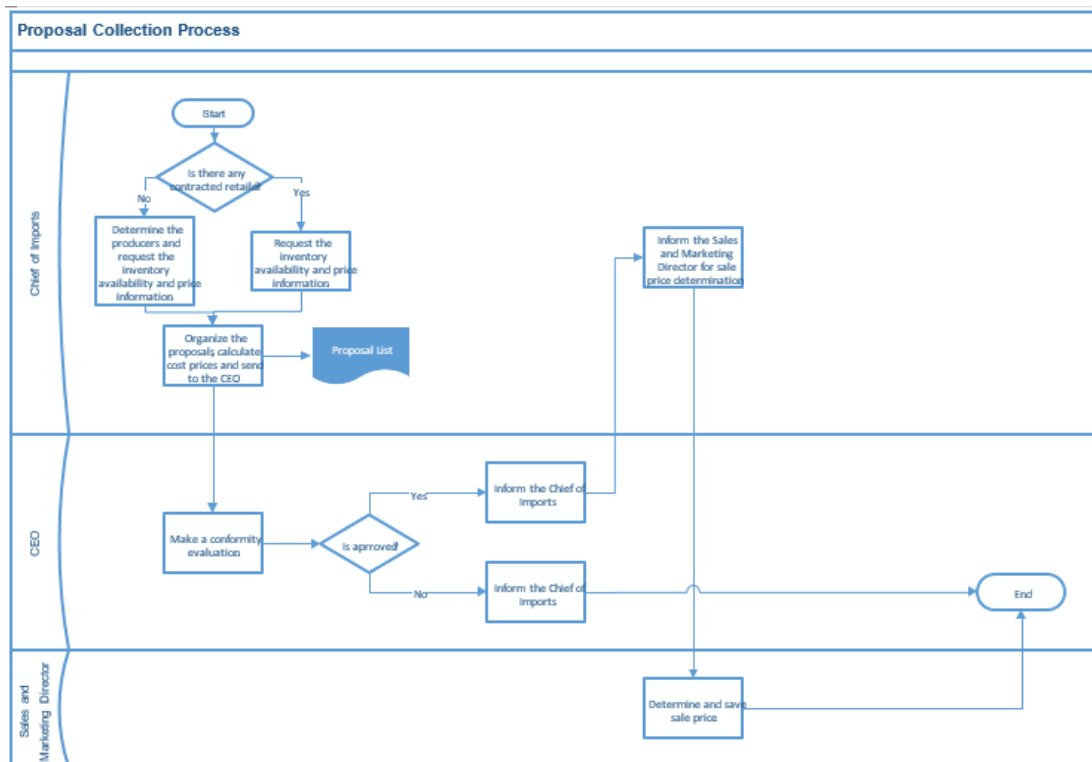 Proposal Collection Process
Chief of Imports
Start
Is there any
contracted retailer?
No
Yes
Determine the
producers and
request the
inventory
availability and price
information.
Request the
inventory
availability and price
information.
Organize the
proposals, calculate
cost prices and send
to the CEO
Proposal List
Inform the Sales
and Marketing
Director for sale
price determination.
CEO
Make a conformity
evaluation.
Is aprroved?
Yes
Inform the Chief of
Imports
No
Inform the Chief of
Imports
End
Sales and
Marketing Director
Determine and save
sale price.